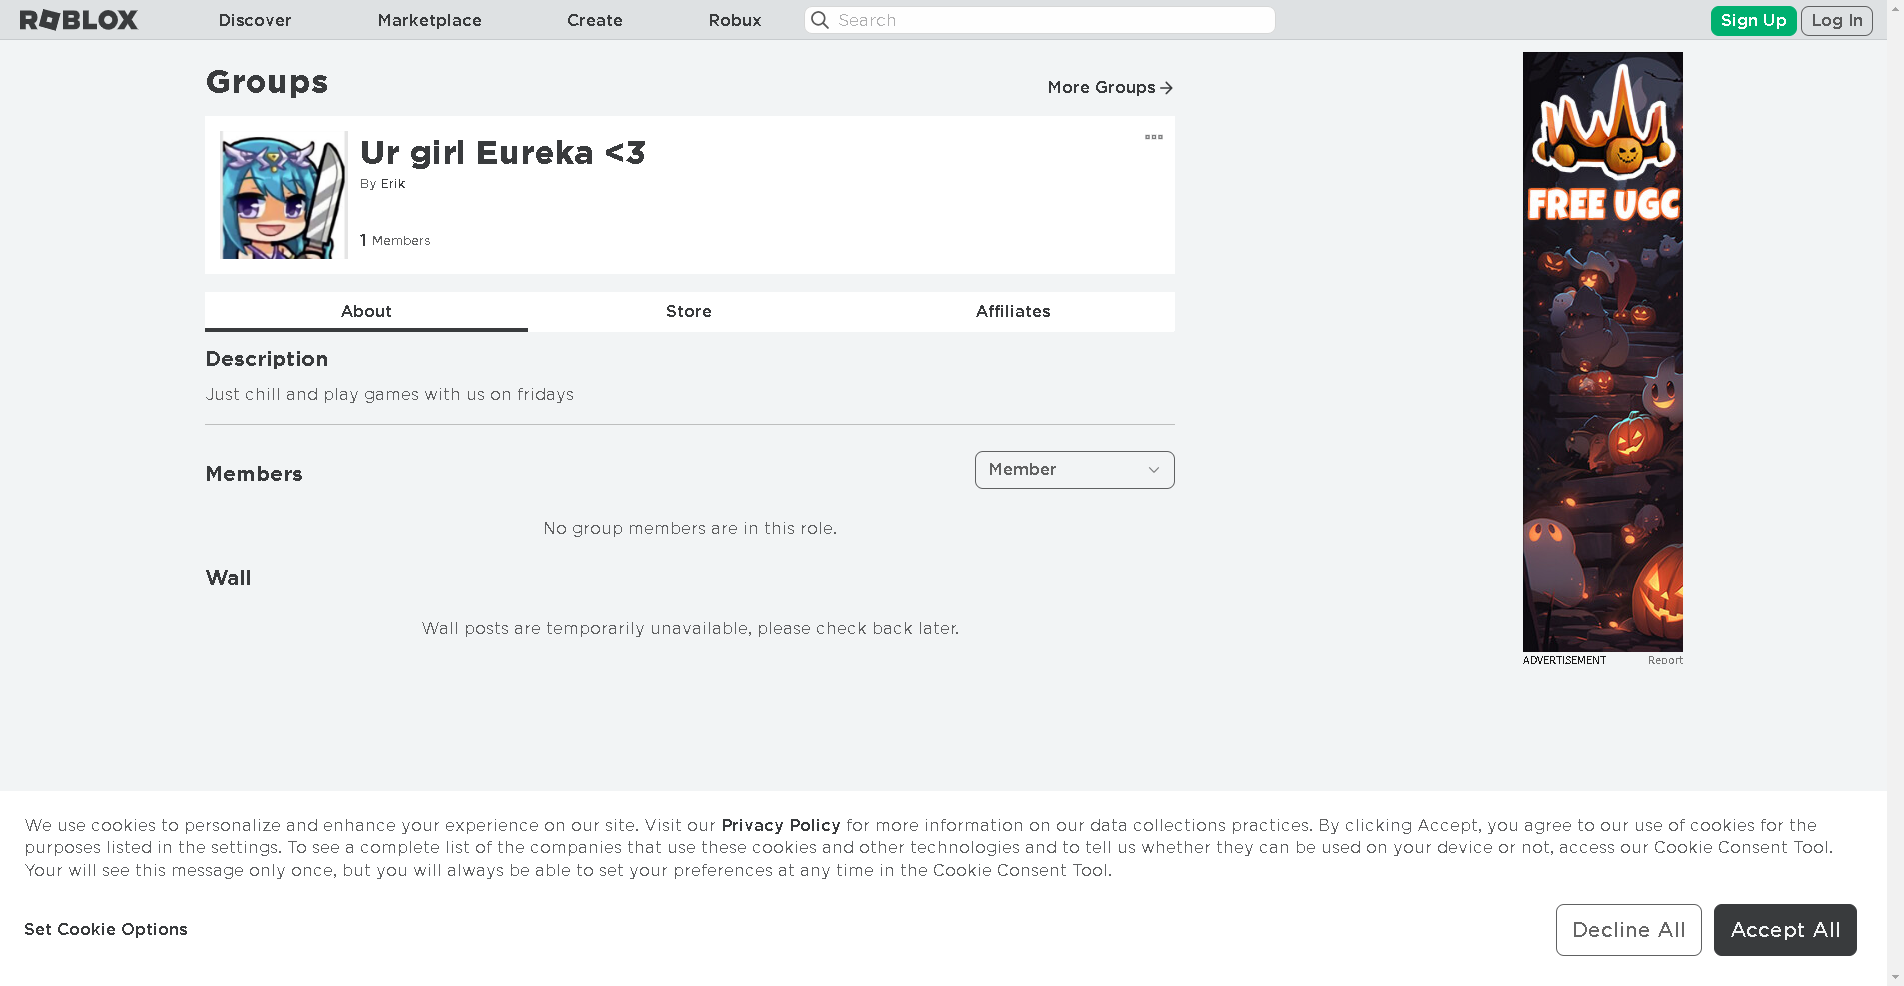 ROBLOX
Discover
Marketplace
Create
Robux
Search
Sign Up
Log In
Groups
More Groups
Ur girl Eureka <3
By Erik
1 Members
About
Store
Affiliates
Description
Just chill and play games with us on fridays
Members
Member
No group members are in this role.
Wall
Wall posts are temporarily unavailable, please check back later.
FREE UGC
ADVERTISEMENT
Report
We use cookies to personalize and enhance your experience on our site. Visit our Privacy Policy for more information on our data collections practices. By clicking Accept, you agree to our use of cookies for the
purposes listed in the settings. To see a complete list of the companies that use these cookies and other technologies and to tell us whether they can be used on your device or not, access our Cookie Consent Tool.
Your will see this message only once, but you will always be able to set your preferences at any time in the Cookie Consent Tool.
Set Cookie Options
Decline All
Accept All